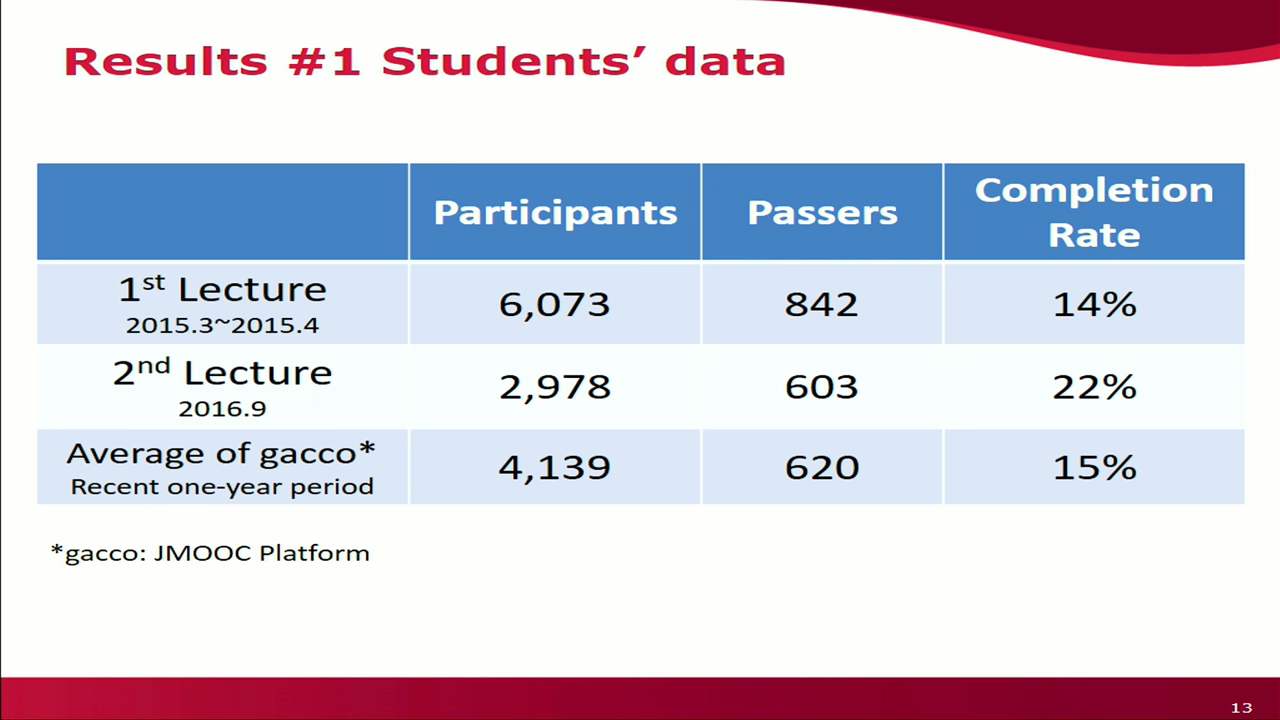 Results #1 Students’ data
Participants Passers Completion Rate
1st Lecture 6,073 842 14%
2015.3~2015.4
2nd Lecture 2,978 603 22%
2016.9
Average of gacco* 4,139 620 15%
Recent one-year period
*gacco: JMOOC Platform
13